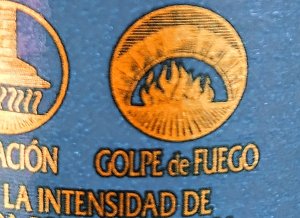 ACIÓN GOLPE de FUEGO
LA INTENSIDAD DE